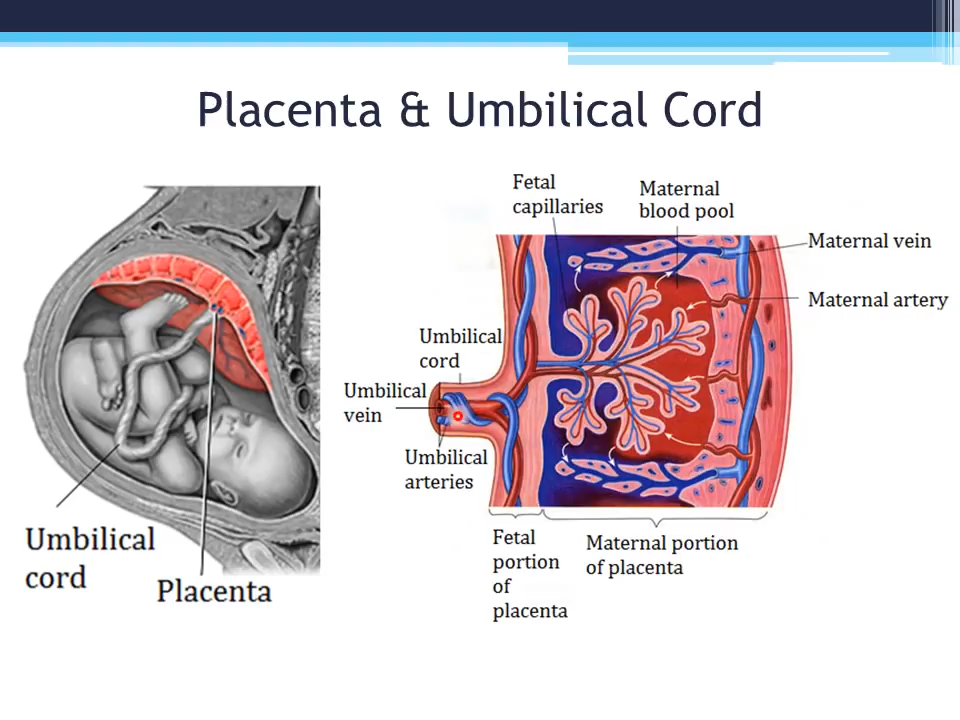 Placenta & Umbilical Cord
Umbilical
cord
Placenta
Fetal
capillaries
Maternal
blood pool
Maternal vein
Maternal artery
Umbilical
cord
Umbilical
vein
Umbilical
arteries
Fetal
portion
of
placenta
Maternal portion
of placenta